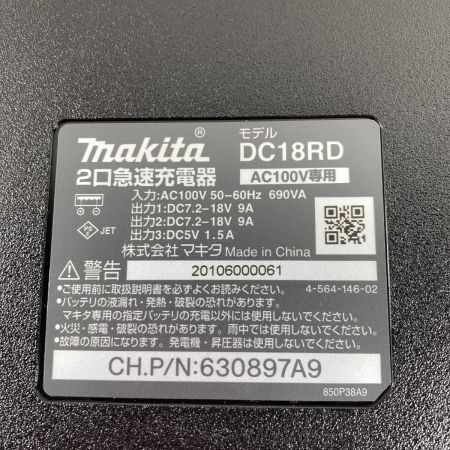 makita® モデル DC18RD
2口急速充電器 AC100V専用
入力:AC100V 50-60Hz 690VA
出力1:DC7.2-18V 9A
出力2:DC7.2-18V 9A
出力3:DC5V 1.5A
PS E JET
株式会社マキタ Made in China
⚠警告 20106000061
•ご使用前に取扱説明書を必ずよくお読みください。 4-564-146-02
•バッテリの液漏れ・発熱・破裂の恐れがあります。
マキタ専用の指定バッテリの充電以外には使用しないでください。
•火災・感電・破裂の恐れあり。雨中では使用しないでください。
•故障の原因になります。発電機・昇圧器は使用しないでください。
CH.P/N:630897A9
850P38A9